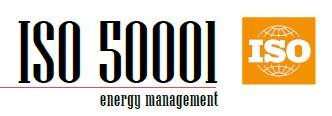 ISO 50001
ISO
energy management